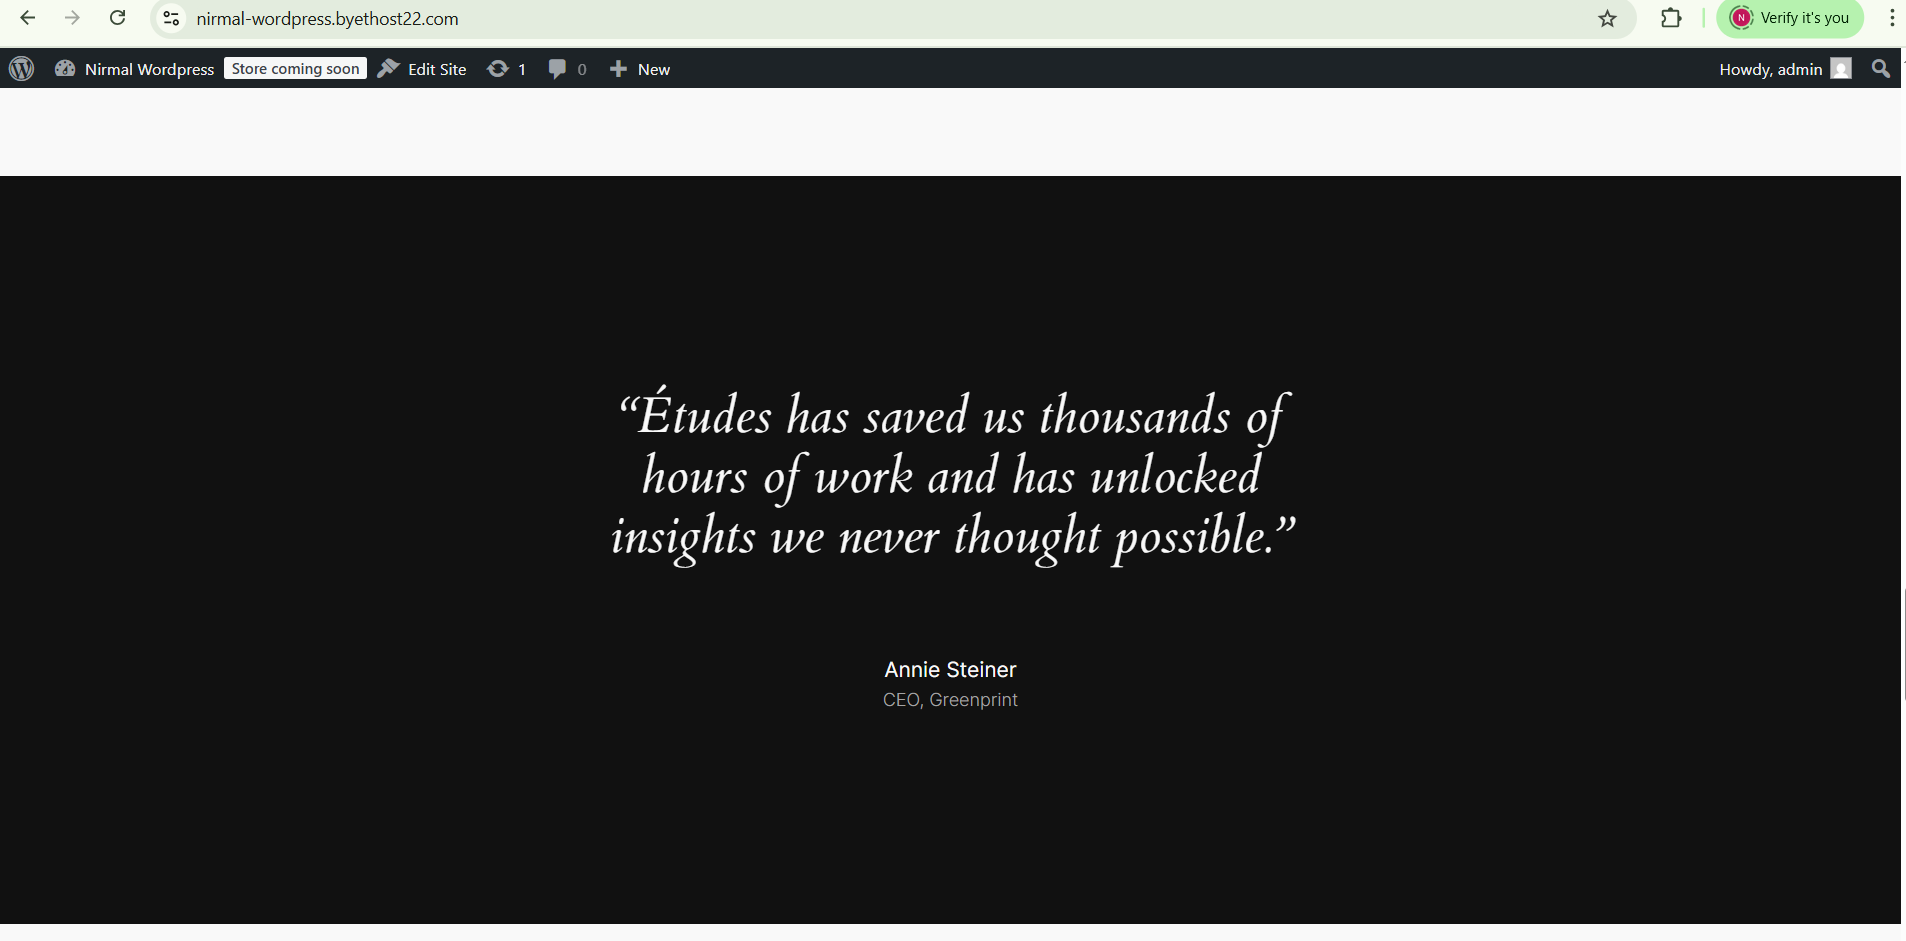 nirmal-wordpress.byethost22.com
N
Verify it's you
Nirmal Wordpress
Store coming soon
Edit Site
1
0
New
Howdy, admin
“Études has saved us thousands of
hours of work and has unlocked
insights we never thought possible.”
Annie Steiner
CEO, Greenprint